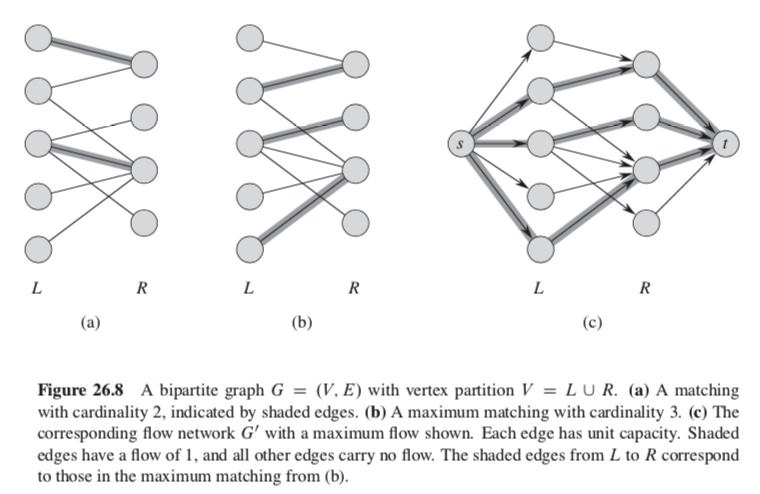 s
t
L
R
L
R
L
R
(a)
(b)
(c)
Figure 26.8 A bipartite graph G = (V, E) with vertex partition V = L ∪ R. (a) A matching
with cardinality 2, indicated by shaded edges. (b) A maximum matching with cardinality 3. (c) The
corresponding flow network G′ with a maximum flow shown. Each edge has unit capacity. Shaded
edges have a flow of 1, and all other edges carry no flow. The shaded edges from L to R correspond
to those in the maximum matching from (b).